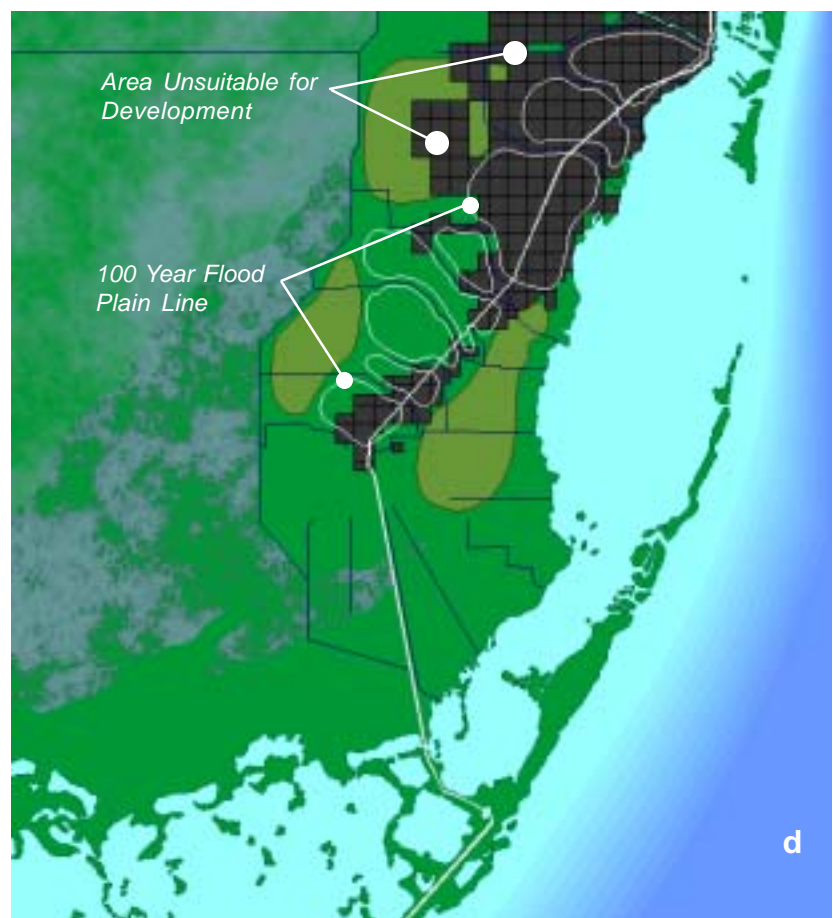 Area Unsuitable for
Development
100 Year Flood
Plain Line
d